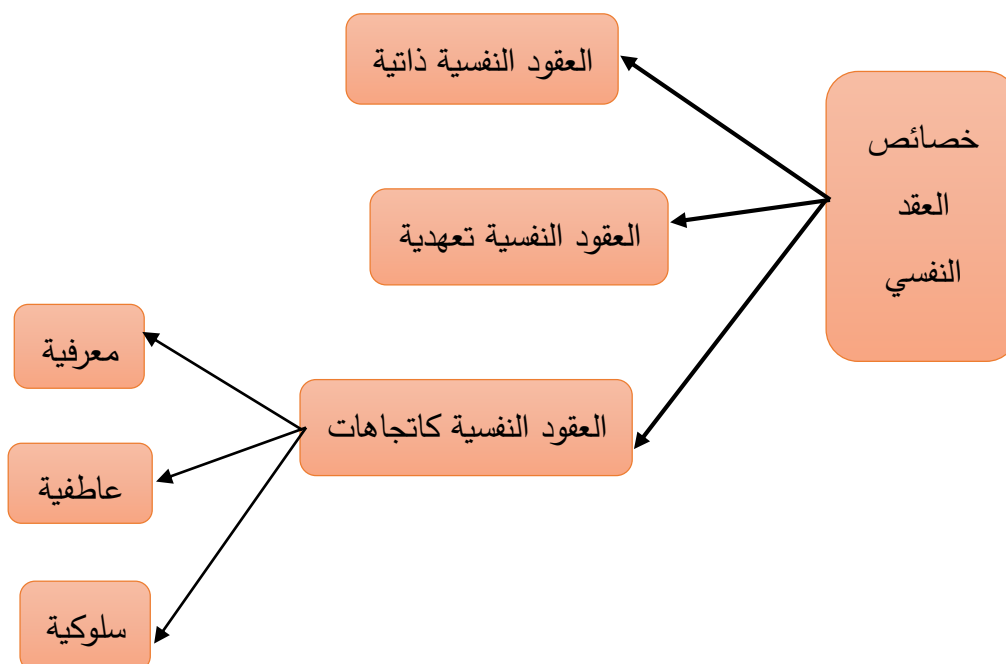 خصائص
العقد
النفسي
العقود النفسية ذاتية
العقود النفسية تعهدية
العقود النفسية كاتجاهات
معرفية
عاطفية
سلوكية